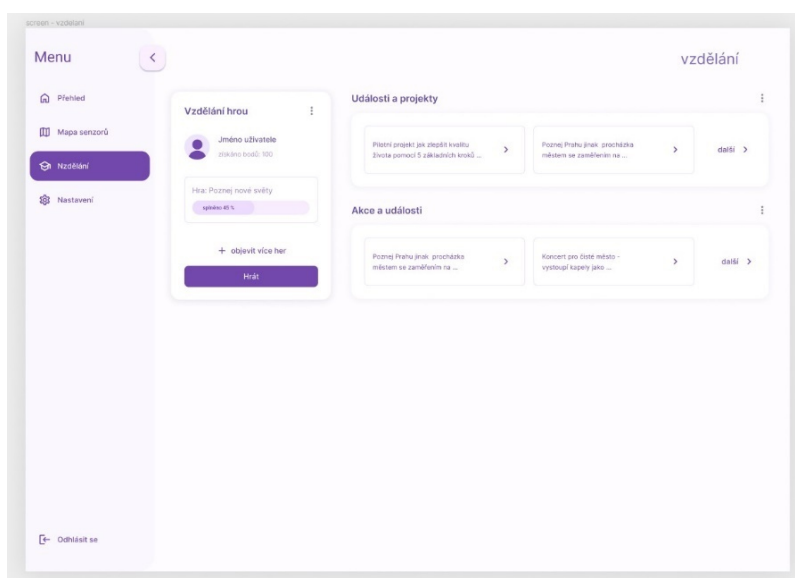 screen - vzdělání
Menu
vzdělání
Přehled
Mapa senzorů
Nzdělání
Nastavení
Odhlásit se
Vzdělání hrou
Jméno uživatele
získáno bodů: 100
Hra: Poznej nové světy
splněno 45 %
+ objevit více her
Hrát
Události a projekty
Pilotní projekt jak zlepšit kvalitu
života pomocí 5 základních kroků ...
Poznej Prahu jinak procházka
městem se zaměřením na ...
další
Akce a události
Poznej Prahu jinak procházka
městem se zaměřením na ...
Koncert pro čisté město -
vystoupí kapely jako ...
další